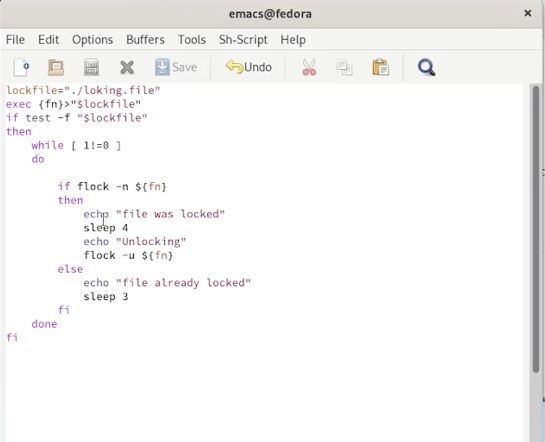 emacs@fedora
File Edit Options Buffers Tools Sh-Script Help
Save Undo
lockfile="./loking.file"
exec {fn}>"$lockfile"
if test -f "$lockfile"
then
    while [ 1!=0 ]
    do

        if flock -n ${fn}
        then
            echo "file was locked"
            sleep 4
            echo "Unlocking"
            flock -u ${fn}
        else
            echo "file already locked"
            sleep 3
        fi
    done
fi